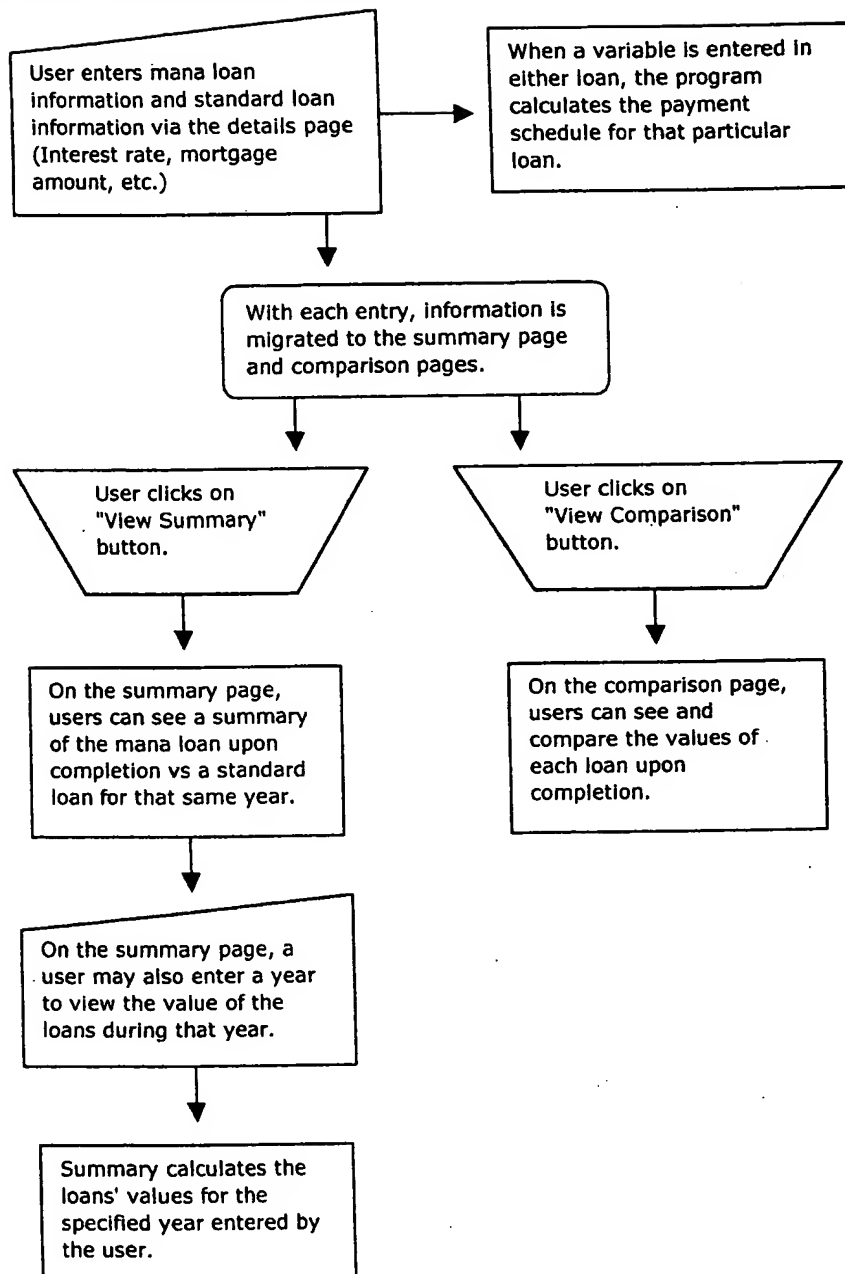 User enters mana loan
information and standard loan
information via the details page
(Interest rate, mortgage
amount, etc.)
When a variable is entered in
either loan, the program
calculates the payment
schedule for that particular
loan.
With each entry, information is
migrated to the summary page
and comparison pages.
User clicks on
"View Summary"
button.
User clicks on
"View Comparison"
button.
On the summary page,
users can see a summary
of the mana loan upon
completion vs a standard
loan for that same year.
On the comparison page,
users can see and
compare the values of
each loan upon
completion.
On the summary page, a
user may also enter a year
to view the value of the
loans during that year.
Summary calculates the
loans' values for the
specified year entered by
the user.